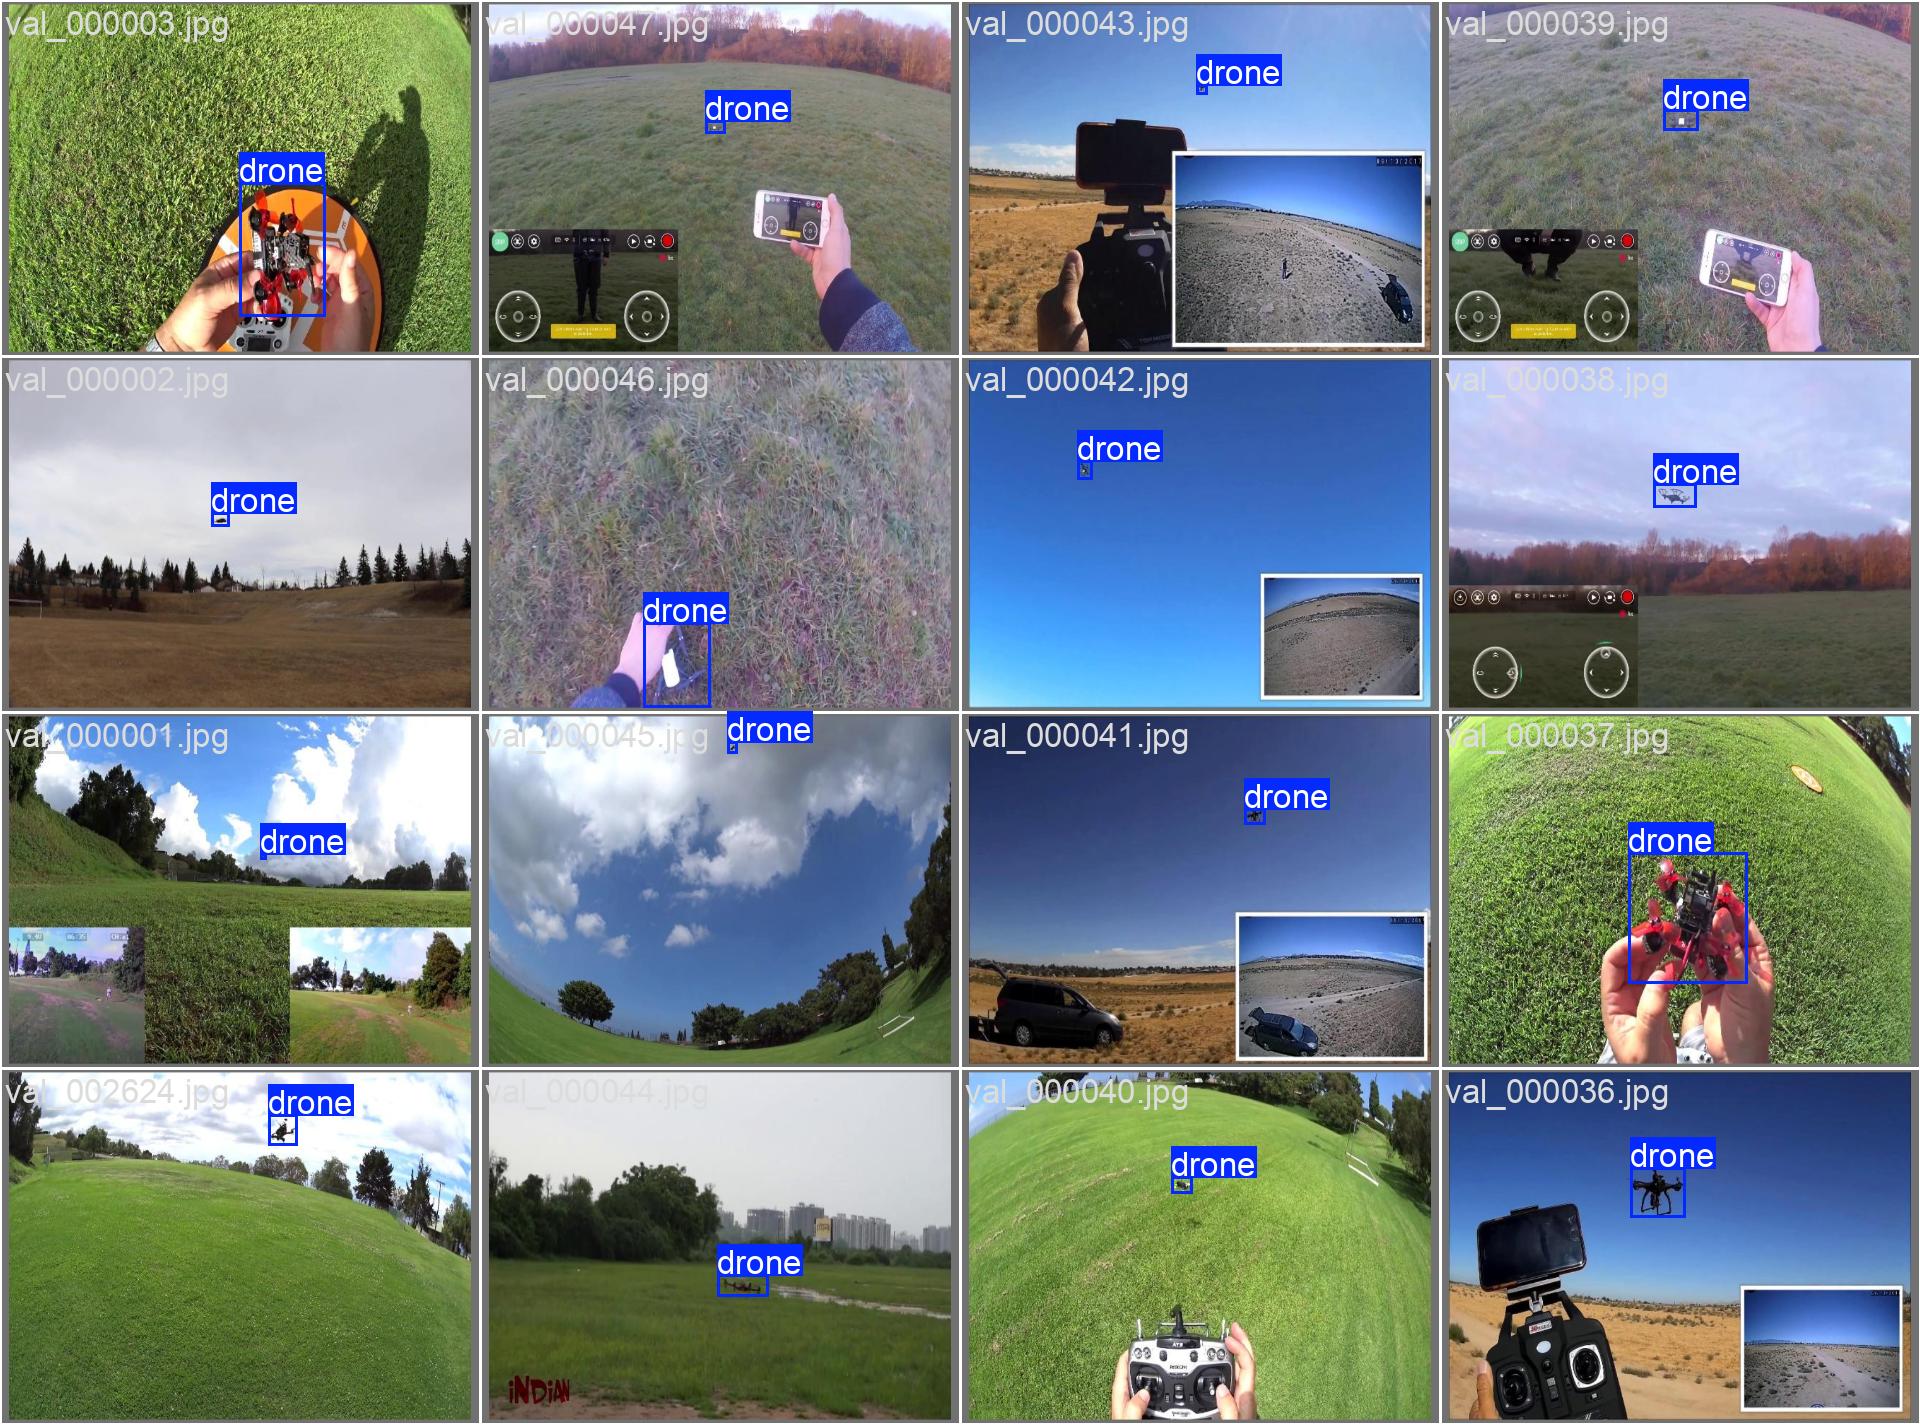 val_000003.jpg
drone
val_000047.jpg
drone
val_000043.jpg
drone
val_000039.jpg
drone
val_000002.jpg
drone
val_000046.jpg
drone
val_000042.jpg
drone
val_000038.jpg
drone
val_000001.jpg
drone
val_000045.jpg
drone
val_000041.jpg
drone
val_000037.jpg
drone
val_002624.jpg
drone
val_000044.jpg
drone
iNDiAN
val_000040.jpg
drone
val_000036.jpg
drone